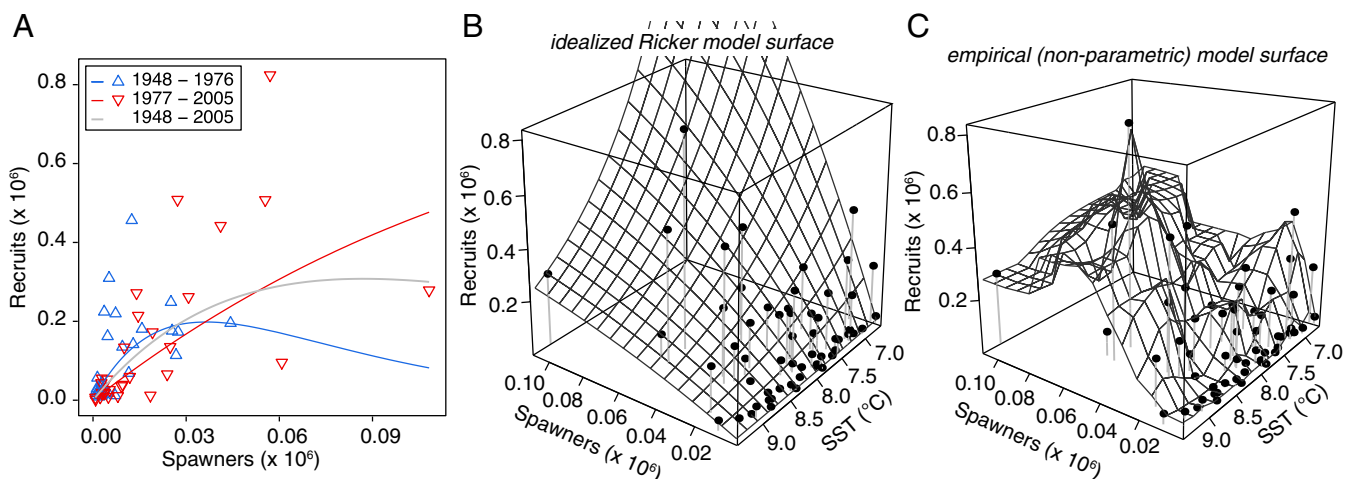 A
1948 – 1976
1977 – 2005
1948 – 2005
0.8
0.6
0.4
0.2
0.0
Recruits (x 10⁶)
0.00 0.03 0.06 0.09
Spawners (x 10⁶)
B
idealized Ricker model surface
0.8
0.6
0.4
0.2
Recruits (x 10⁶)
0.10 0.08 0.06 0.04 0.02
Spawners (x 10⁶)
9.0 8.5 8.0 7.5 7.0
SST (°C)
C
empirical (non-parametric) model surface
0.8
0.6
0.4
0.2
Recruits (x 10⁶)
0.10 0.08 0.06 0.04 0.02
Spawners (x 10⁶)
9.0 8.5 8.0 7.5 7.0
SST (°C)